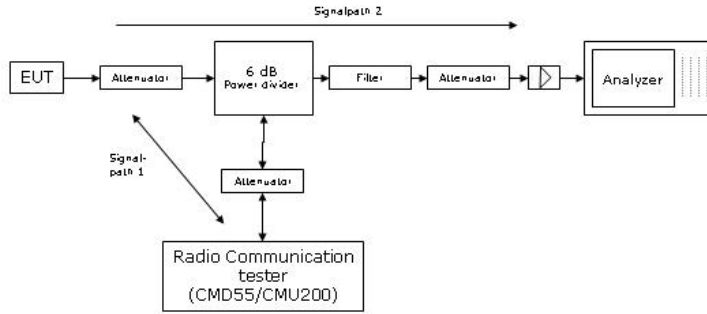 Signalpath 2
EUT
Attenuator
6 dB
Power divider
Filter
Attenuator
Analyzer
Signal-
path 1
Attenuator
Radio Communication
tester
(CMD55/CMU200)